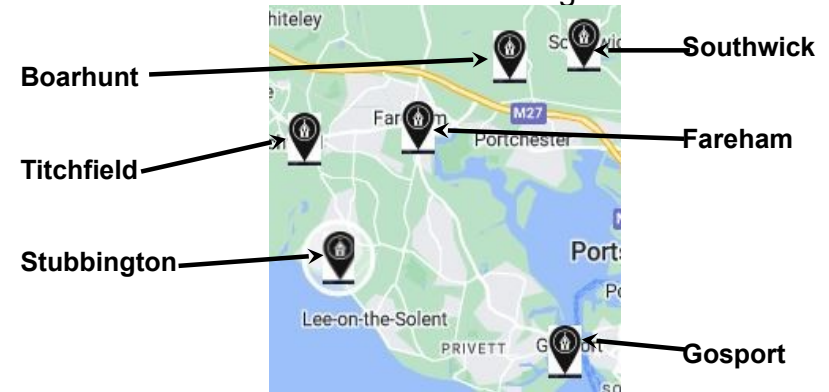 hiteley
Southwick
Boarhunt
M27
Fareham
Portchester
Titchfield
Stubbington
Ports
Lee-on-the-Solent
PRIVETT
Gosport